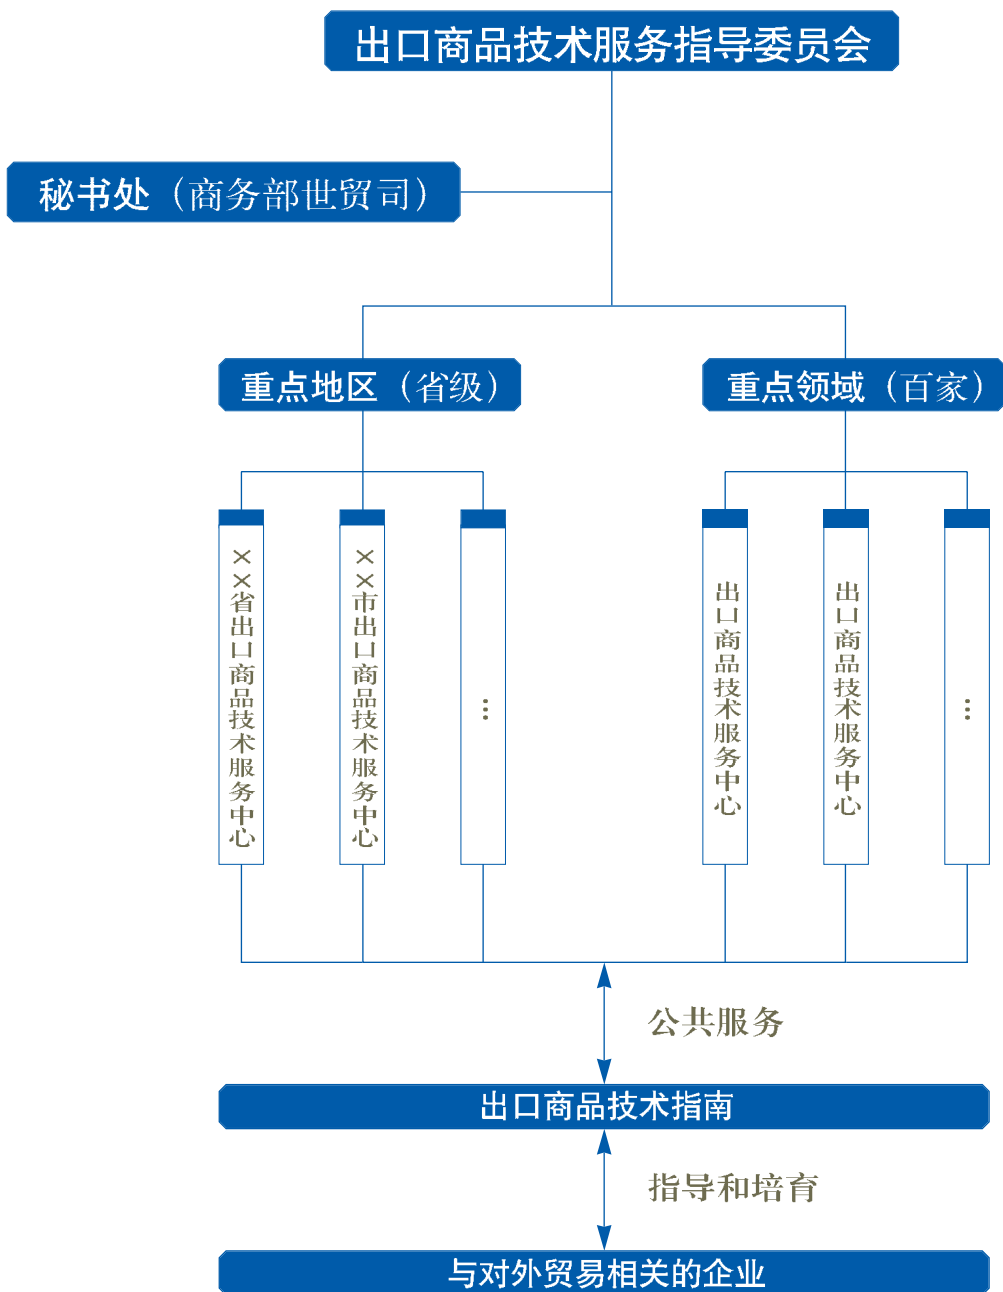 出口商品技术服务指导委员会
秘书处（商务部世贸司）
重点地区（省级）
重点领域（百家）
××省出口商品技术服务中心
××市出口商品技术服务中心
…
出口商品技术服务中心
出口商品技术服务中心
…
公共服务
出口商品技术指南
指导和培育
与对外贸易相关的企业